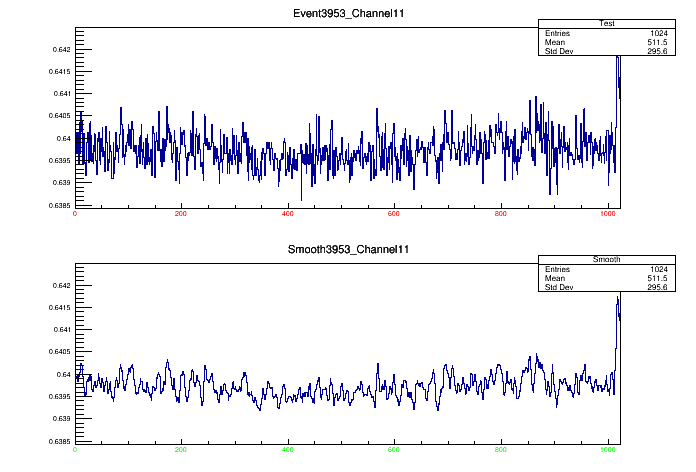 Event3953_Channel11
Test
Entries 1024
Mean 511.5
Std Dev 295.6
0.642
0.6415
0.641
0.6405
0.64
0.6395
0.639
0.6385
0 200 400 600 800 1000
Smooth3953_Channel11
Smooth
Entries 1024
Mean 511.5
Std Dev 295.6
0.642
0.6415
0.641
0.6405
0.64
0.6395
0.639
0.6385
0 200 400 600 800 1000